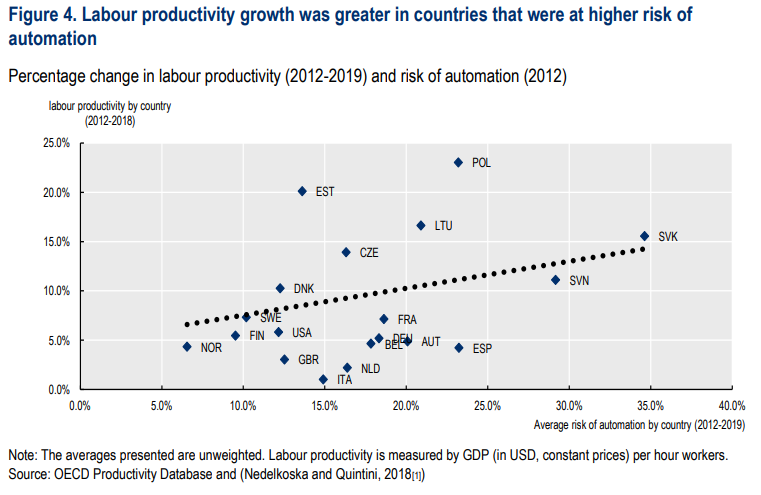 Figure 4. Labour productivity growth was greater in countries that were at higher risk of
automation
Percentage change in labour productivity (2012-2019) and risk of automation (2012)
labour productivity by country
(2012-2018)
25.0%
POL
20.0%
EST
LTU
15.0%
SVK
CZE
SVN
10.0%
DNK
SWE
FRA
5.0%
FIN
USA
DEU
BEL
AUT
ESP
NOR
GBR
NLD
ITA
0.0%
0.0% 5.0% 10.0% 15.0% 20.0% 25.0% 30.0% 35.0% 40.0%
Average risk of automation by country (2012-2019)
Note: The averages presented are unweighted. Labour productivity is measured by GDP (in USD, constant prices) per hour workers.
Source: OECD Productivity Database and (Nedelkoska and Quintini, 2018[1])